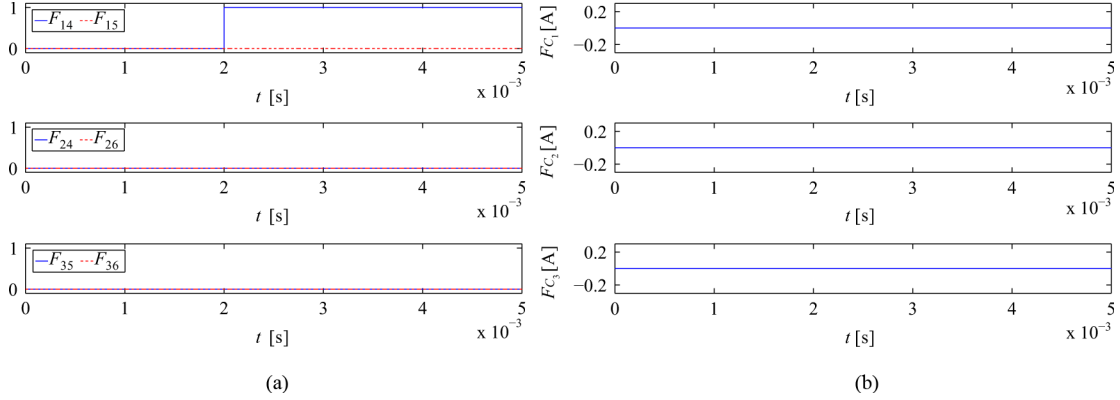 1
0
F14 F15
0 1 2 3 4 5
x 10−3
t [s]
1
0
F24 F26
0 1 2 3 4 5
x 10−3
t [s]
1
0
F35 F36
0 1 2 3 4 5
x 10−3
t [s]
(a)
FC1 [A]
0.2
−0.2
0 1 2 3 4 5
x 10−3
t [s]
FC2 [A]
0.2
−0.2
0 1 2 3 4 5
x 10−3
t [s]
FC3 [A]
0.2
−0.2
0 1 2 3 4 5
x 10−3
t [s]
(b)